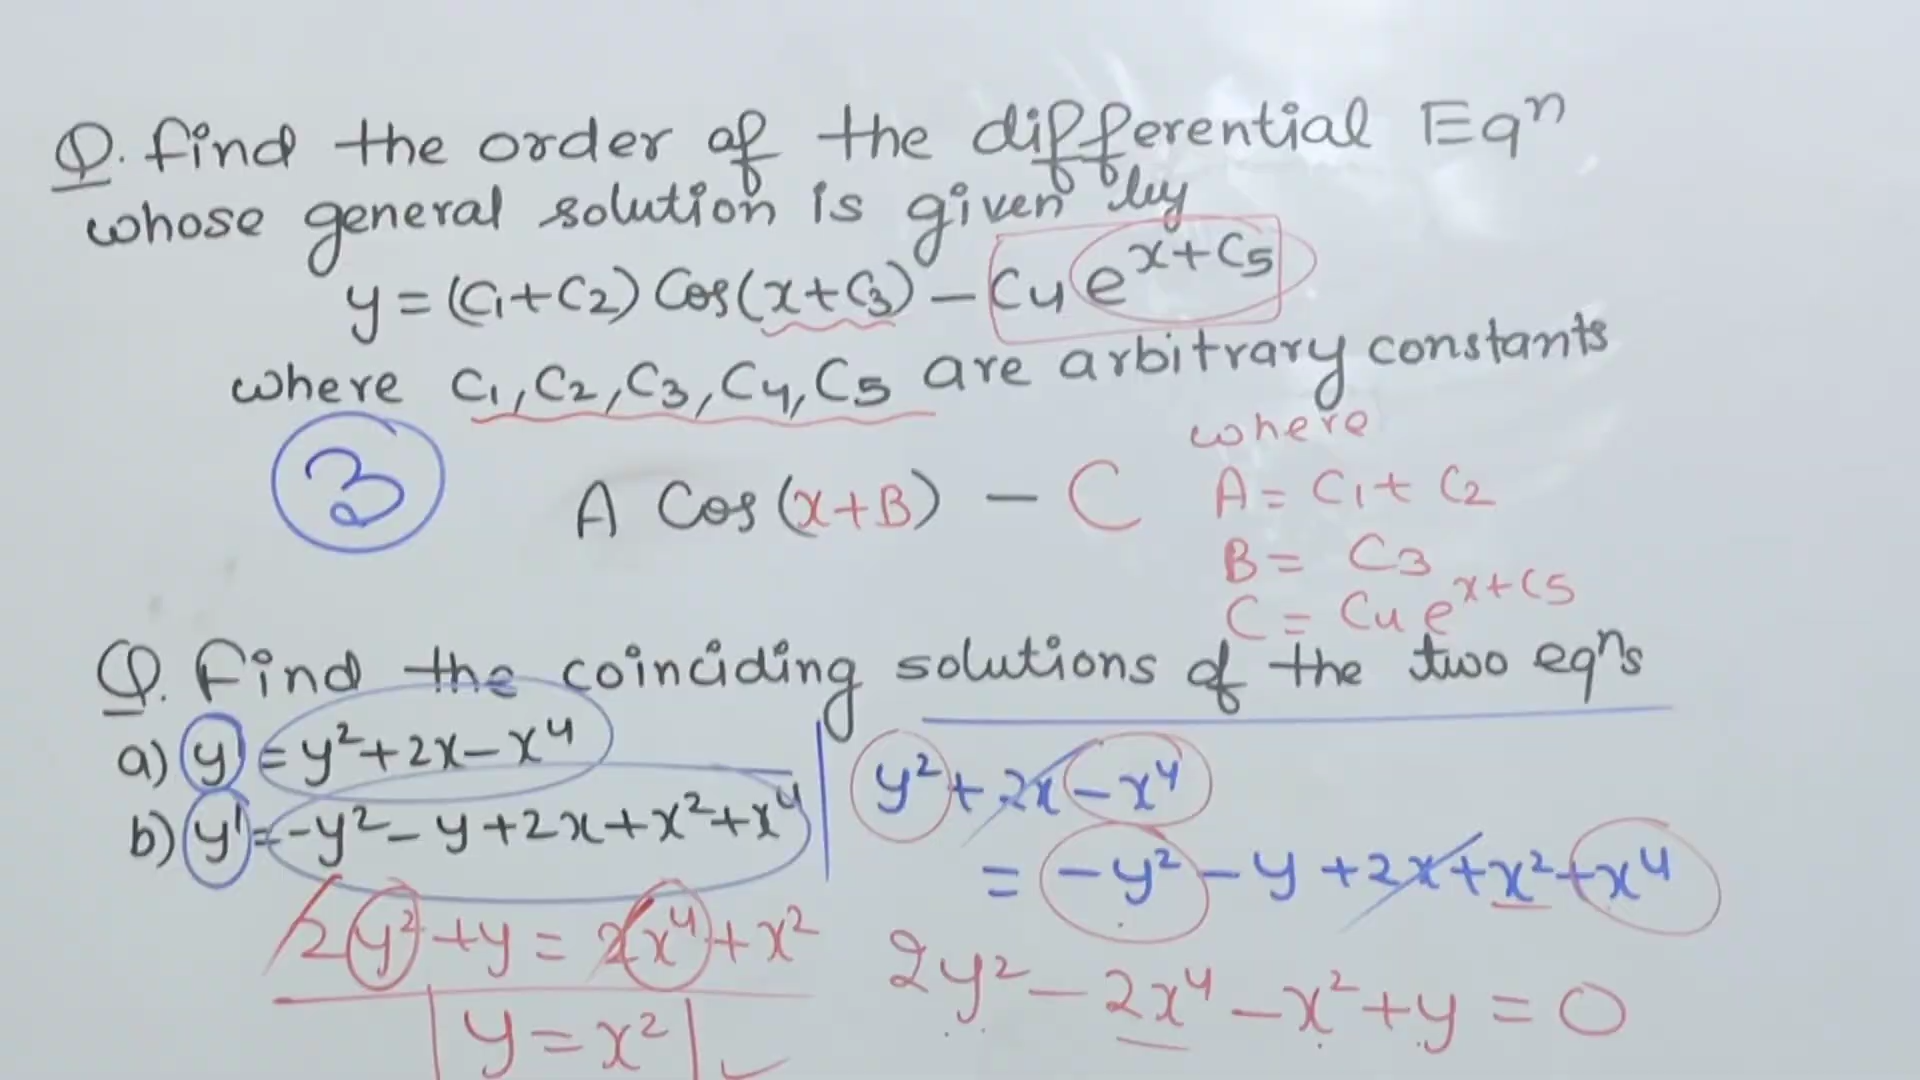 Q. Find the order of the differential Eqⁿ
whose general solution is given by
y = (C₁+C₂) Cos(x+C₃) − C₄e^(x+C₅)
where C₁, C₂, C₃, C₄, C₅ are arbitrary constants
where
3
A Cos(x+B) − C
A = C₁+C₂
B = C₃
C = C₄e^(x+C₅)
Q. Find the coinciding solutions of the two eqⁿs
a) y' = y²+2x−x⁴
b) y' = −y²−y+2x+x²+x⁴
y²+2x−x⁴
= −y²−y+2x+x²+x⁴
2y²−2x⁴−x²+y=0
2y²+y=2x⁴+x²
y=x²